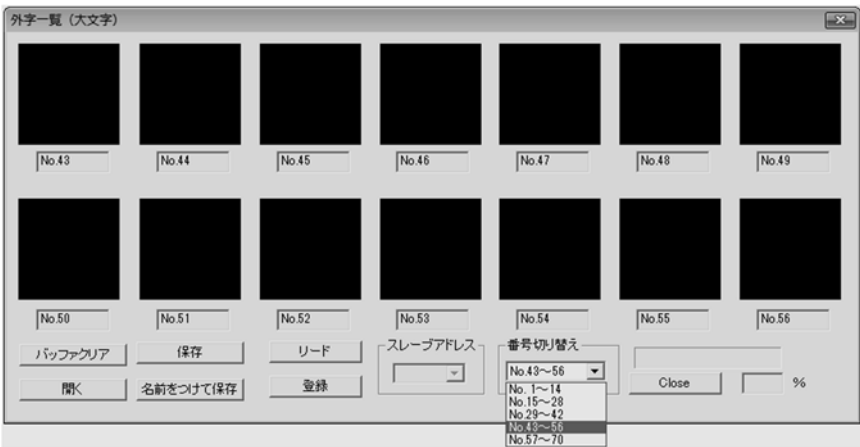 外字一覧（大文字）
No.43 No.44 No.45 No.46 No.47 No.48 No.49
No.50 No.51 No.52 No.53 No.54 No.55 No.56
バッファクリア 保存 リード
開く 名前をつけて保存 登録
スレーブアドレス
番号切り替え
No.43～56
No. 1～14
No.15～28
No.29～42
No.43～56
No.57～70
Close %